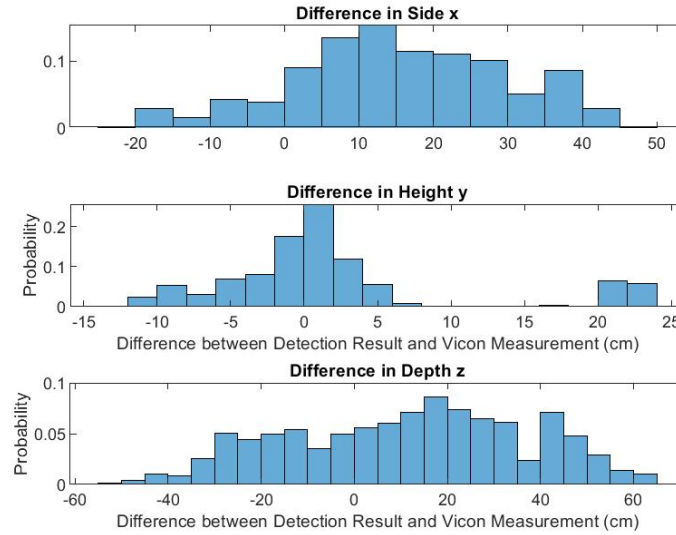 Difference in Side x
0.1
0
-20 -10 0 10 20 30 40 50
Difference in Height y
Probability
0.2
0.1
0
-15 -10 -5 0 5 10 15 20 25
Difference between Detection Result and Vicon Measurement (cm)
Difference in Depth z
Probability
0.1
0.05
0
-60 -40 -20 0 20 40 60
Difference between Detection Result and Vicon Measurement (cm)